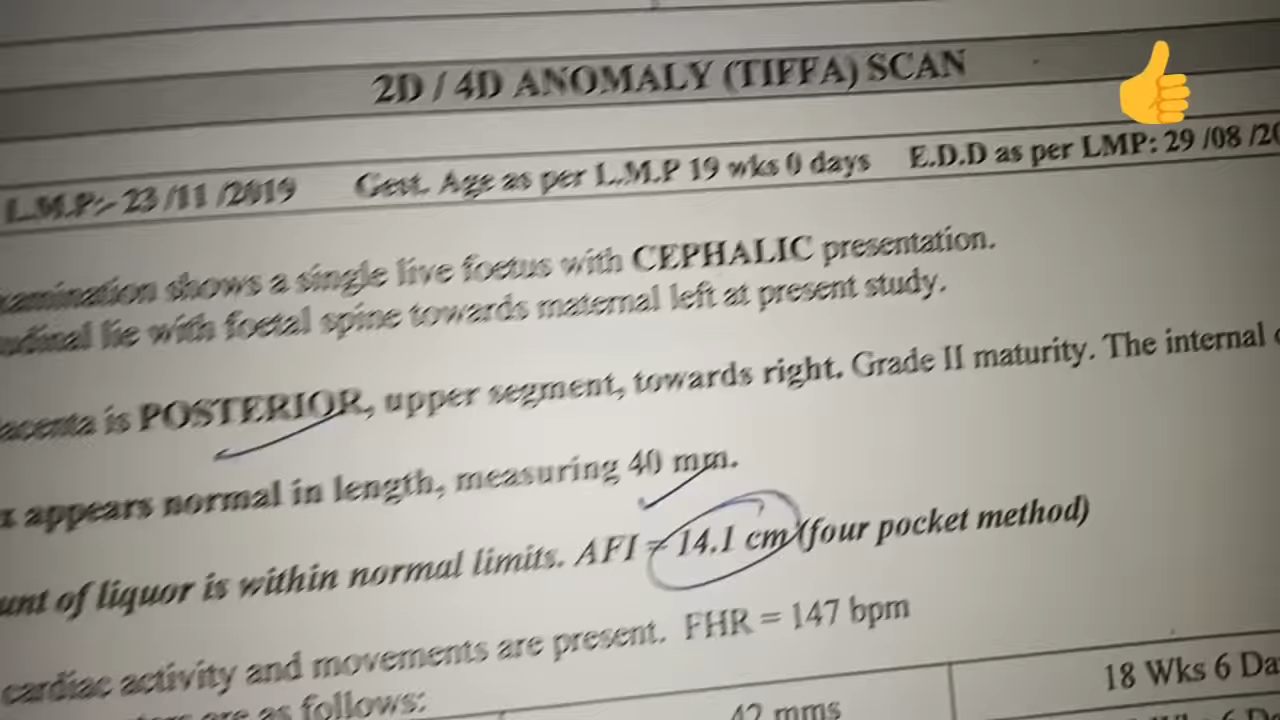 2D / 4D ANOMALY (TIFFA) SCAN
L.M.P:- 23 /11 /2019 Gest. Age as per L.M.P 19 wks 0 days E.D.D as per LMP: 29 /08 /20
xamination shows a single live foetus with CEPHALIC presentation.
udinal lie with foetal spine towards maternal left at present study.
acenta is POSTERIOR, upper segment, towards right. Grade II maturity. The internal
x appears normal in length, measuring 40 mm.
unt of liquor is within normal limits. AFI = 14.1 cm (four pocket method)
cardiac activity and movements are present. FHR = 147 bpm
are as follows:
42 mms 18 Wks 6 Da